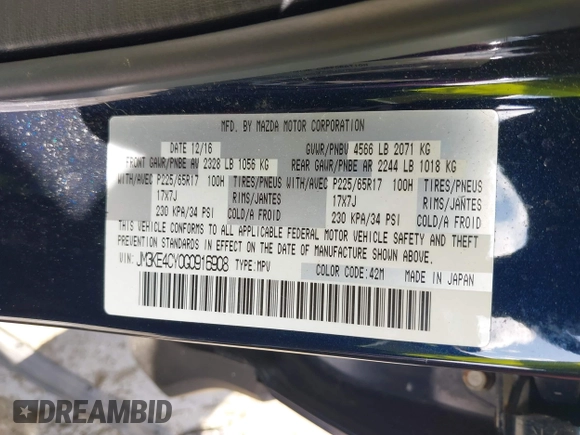 MFD. BY MAZDA MOTOR CORPORATION
DATE 12/16 GVWR/PNBV 4566 LB 2071 KG
FRONT GAWR/PNBE AV 2328 LB 1056 KG REAR GAWR/PNBE AR 2244 LB 1018 KG
WITH/AVEC P225/65R17 100H TIRES/PNEUS WITH/AVEC P225/65R17 100H TIRES/PNEUS
17X7J RIMS/JANTES 17X7J RIMS/JAÑTES
230 KPA/34 PSI COLD/A FROID 230 KPA/34 PSI COLD/A FROID
THIS VEHICLE CONFORMS TO ALL APPLICABLE FEDERAL MOTOR VEHICLE SAFETY AND THEFT
PREVENTION STANDARDS IN EFFECT ON THE DATE OF MANUFACTURE SHOWN ABOVE.
VIN: JM3KE4CY0G0916908 TYPE:MPV COLOR CODE:42M MADE IN JAPAN
DREAMBID